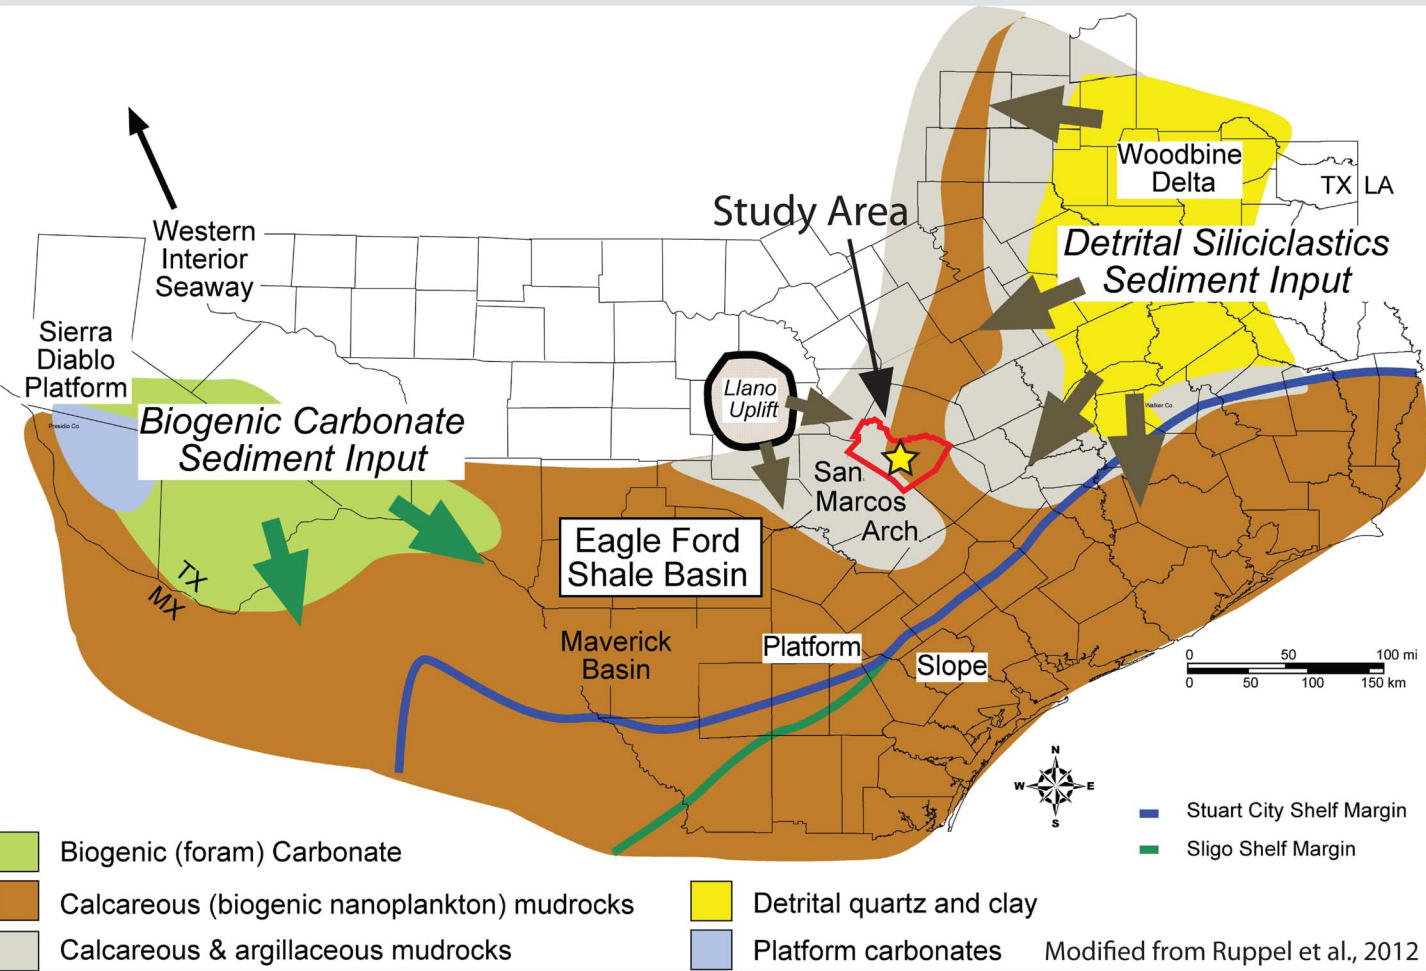 Woodbine
Delta
TX
LA
Study Area
Western
Interior
Seaway
Detrital Siliciclastics
Sediment Input
Sierra
Diablo
Platform
Llano
Uplift
Biogenic Carbonate
Sediment Input
Presidio Co.
Walker Co.
San
Marcos
Arch
Eagle Ford
Shale Basin
TX
MX
Maverick
Basin
Platform
Slope
0 50 100 mi
0 50 100 150 km
N
W E
S
Stuart City Shelf Margin
Sligo Shelf Margin
Biogenic (foram) Carbonate
Calcareous (biogenic nanoplankton) mudrocks
Calcareous & argillaceous mudrocks
Detrital quartz and clay
Platform carbonates
Modified from Ruppel et al., 2012